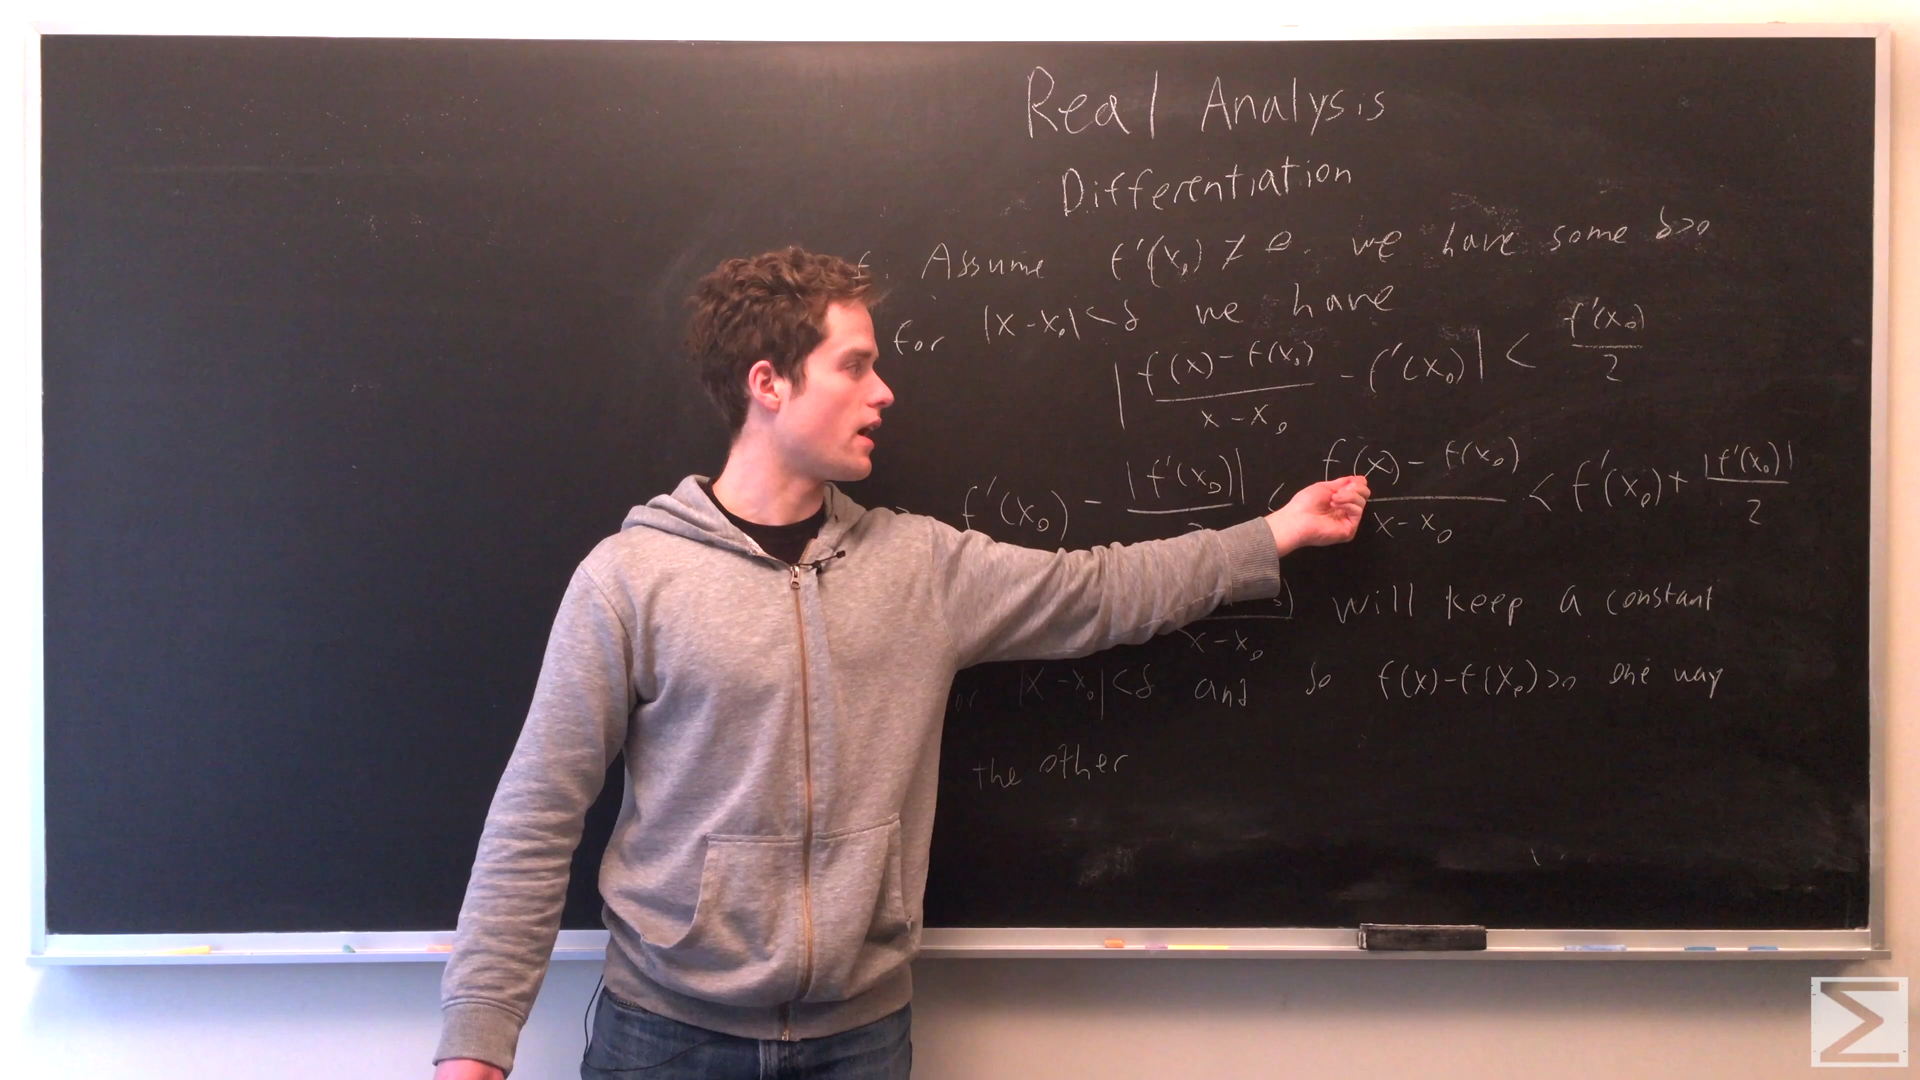 Real Analysis
Differentiation
f. Assume f'(x₀) ≠ 0. we have some δ>0
for |x-x₀|<δ we have
|(f(x)-f(x₀))/(x-x₀) - f'(x₀)| < f'(x₀)/2
f'(x₀) - |f'(x₀)|/2 < (f(x)-f(x₀))/(x-x₀) < f'(x₀) + |f'(x₀)|/2
x-x₀ will keep a constant
or |x-x₀|<δ and so f(x)-f(x₀)>0 one way
the other
Σ